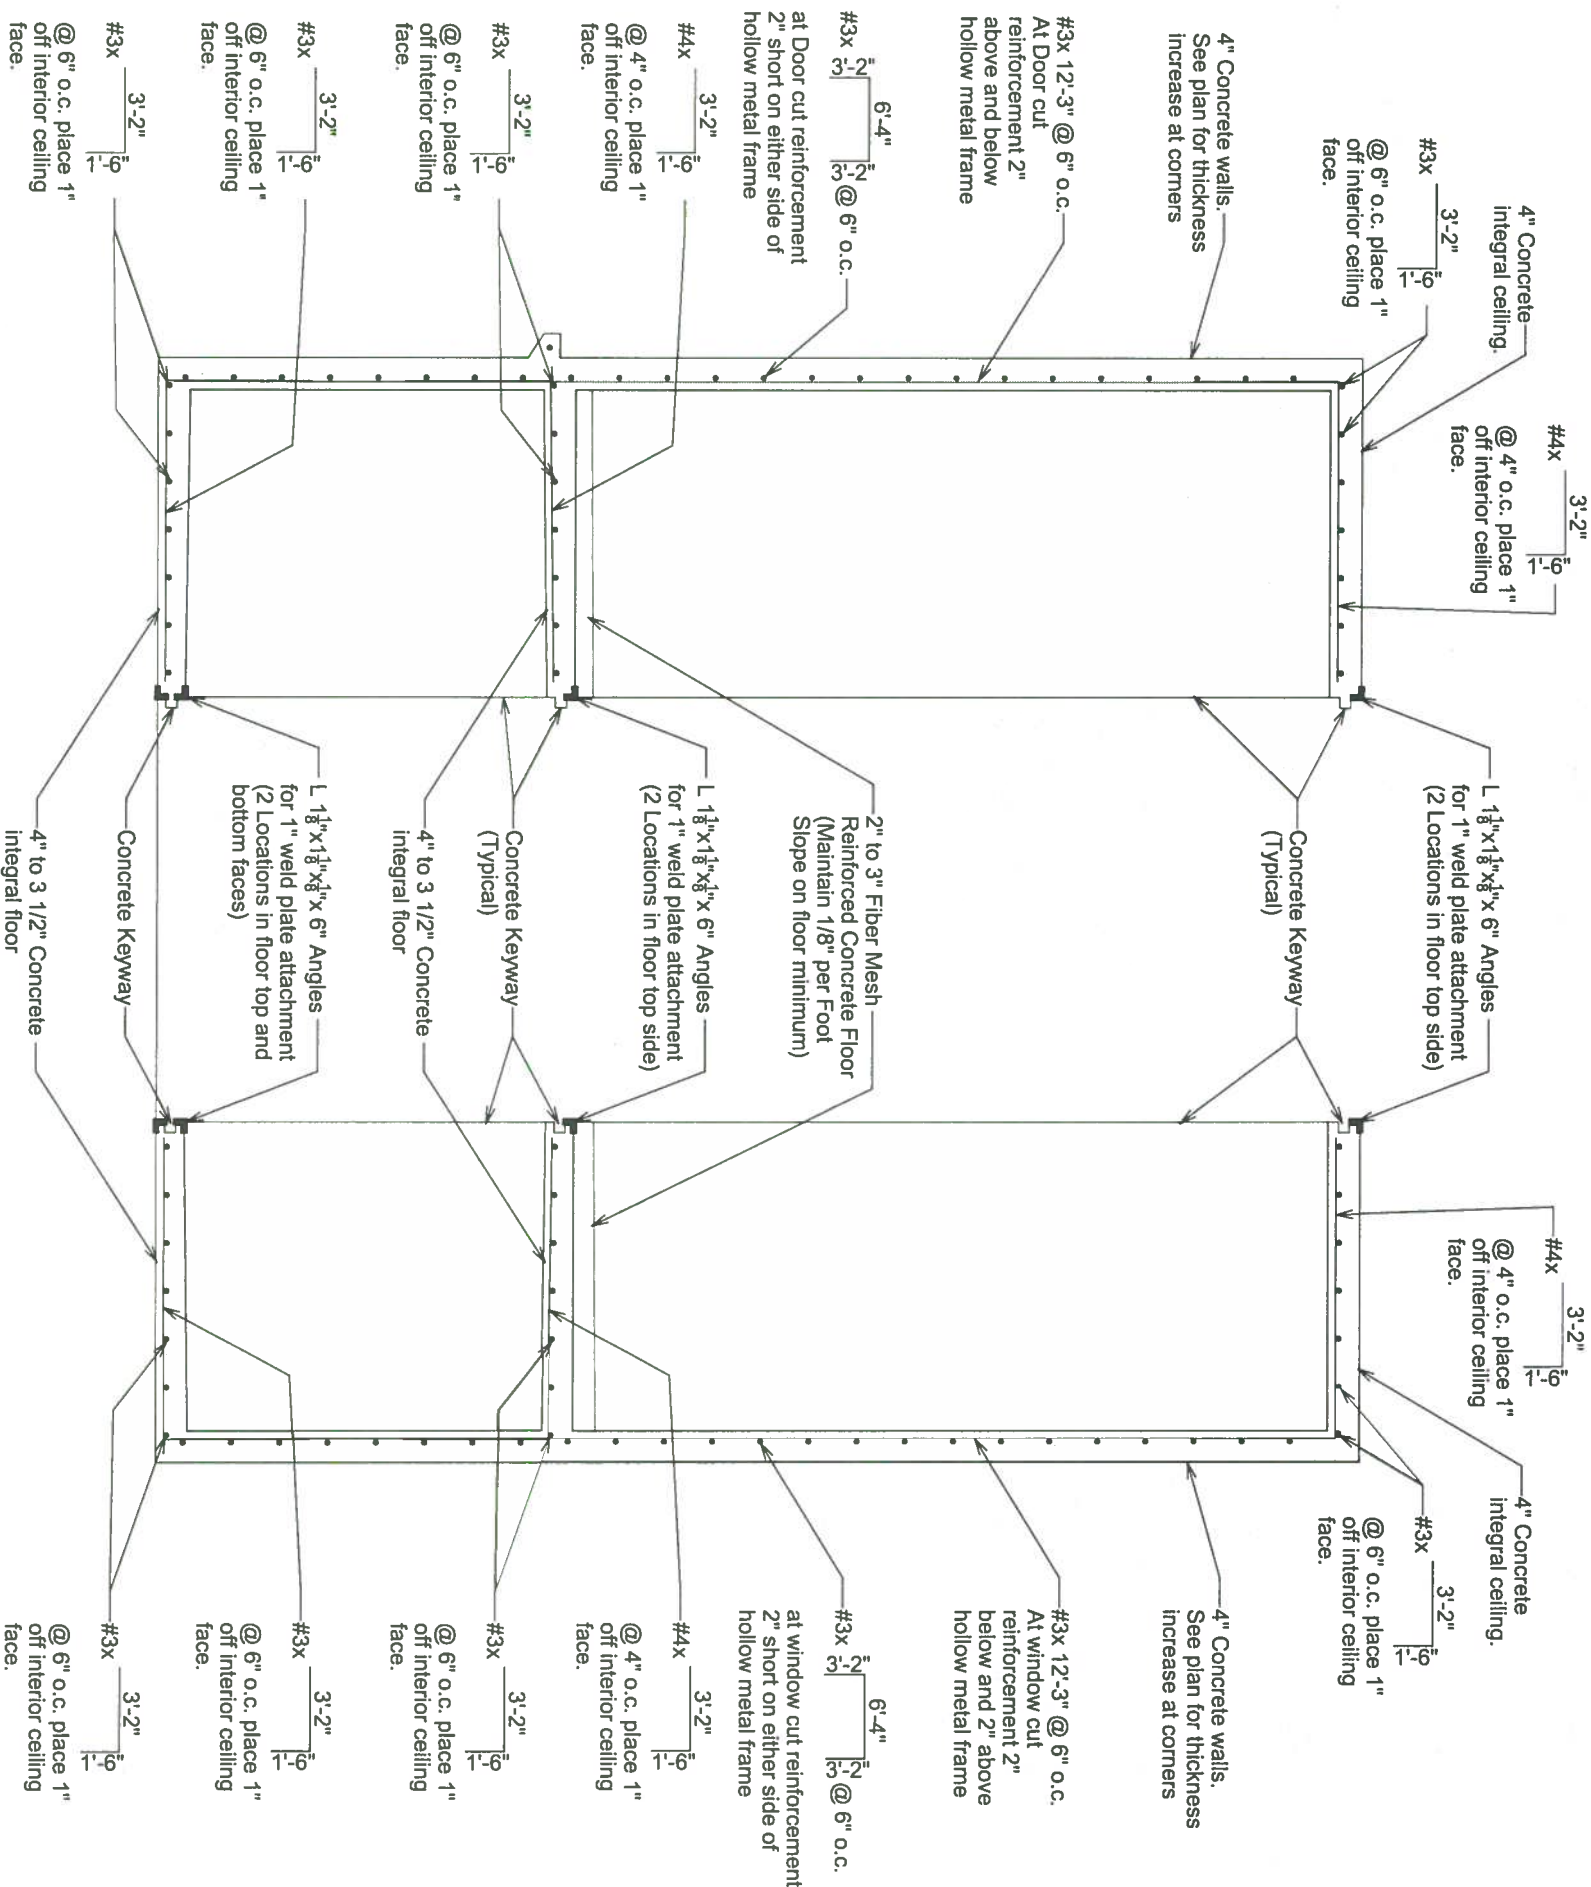 4" Concrete
integral ceiling.
#3x
3'-2"
1'-6"
@ 6" o.c. place 1"
off interior ceiling
face.
#4x
3'-2"
1'-6"
@ 4" o.c. place 1"
off interior ceiling
face.
4" Concrete walls.
See plan for thickness
increase at corners
#3x 12'-3" @ 6" o.c.
At Door cut
reinforcement 2"
above and below
hollow metal frame
#3x
3'-2"
6'-4"
3'-2"
@ 6" o.c.
at Door cut reinforcement
2" short on either side of
hollow metal frame
#4x
3'-2"
1'-6"
@ 4" o.c. place 1"
off interior ceiling
face.
#3x
3'-2"
1'-6"
@ 6" o.c. place 1"
off interior ceiling
face.
#3x
3'-2"
1'-6"
@ 6" o.c. place 1"
off interior ceiling
face.
#3x
3'-2"
1'-6"
@ 6" o.c. place 1"
off interior ceiling
face.
L 1 1/8"x1 1/8"x1/8"x 6" Angles
for 1" weld plate attachment
(2 Locations in floor top side)
Concrete Keyway
(Typical)
2" to 3" Fiber Mesh
Reinforced Concrete Floor
(Maintain 1/8" per Foot
Slope on floor minimum)
L 1 1/8"x1 1/8"x1/8"x 6" Angles
for 1" weld plate attachment
(2 Locations in floor top side)
Concrete Keyway
(Typical)
4" to 3 1/2" Concrete
integral floor
L 1 1/8"x1 1/8"x1/8"x 6" Angles
for 1" weld plate attachment
(2 Locations in floor top and
bottom faces)
Concrete Keyway
4" to 3 1/2" Concrete
integral floor
#4x
3'-2"
1'-6"
@ 4" o.c. place 1"
off interior ceiling
face.
4" Concrete
integral ceiling.
#3x
3'-2"
1'-6"
@ 6" o.c. place 1"
off interior ceiling
face.
4" Concrete walls.
See plan for thickness
increase at corners
#3x 12'-3" @ 6" o.c.
At window cut
reinforcement 2"
below and 2" above
hollow metal frame
#3x
3'-2"
6'-4"
3'-2"
@ 6" o.c.
at window cut reinforcement
2" short on either side of
hollow metal frame
#4x
3'-2"
1'-6"
@ 4" o.c. place 1"
off interior ceiling
face.
#3x
3'-2"
1'-6"
@ 6" o.c. place 1"
off interior ceiling
face.
#3x
3'-2"
1'-6"
@ 6" o.c. place 1"
off interior ceiling
face.
#3x
3'-2"
1'-6"
@ 6" o.c. place 1"
off interior ceiling
face.